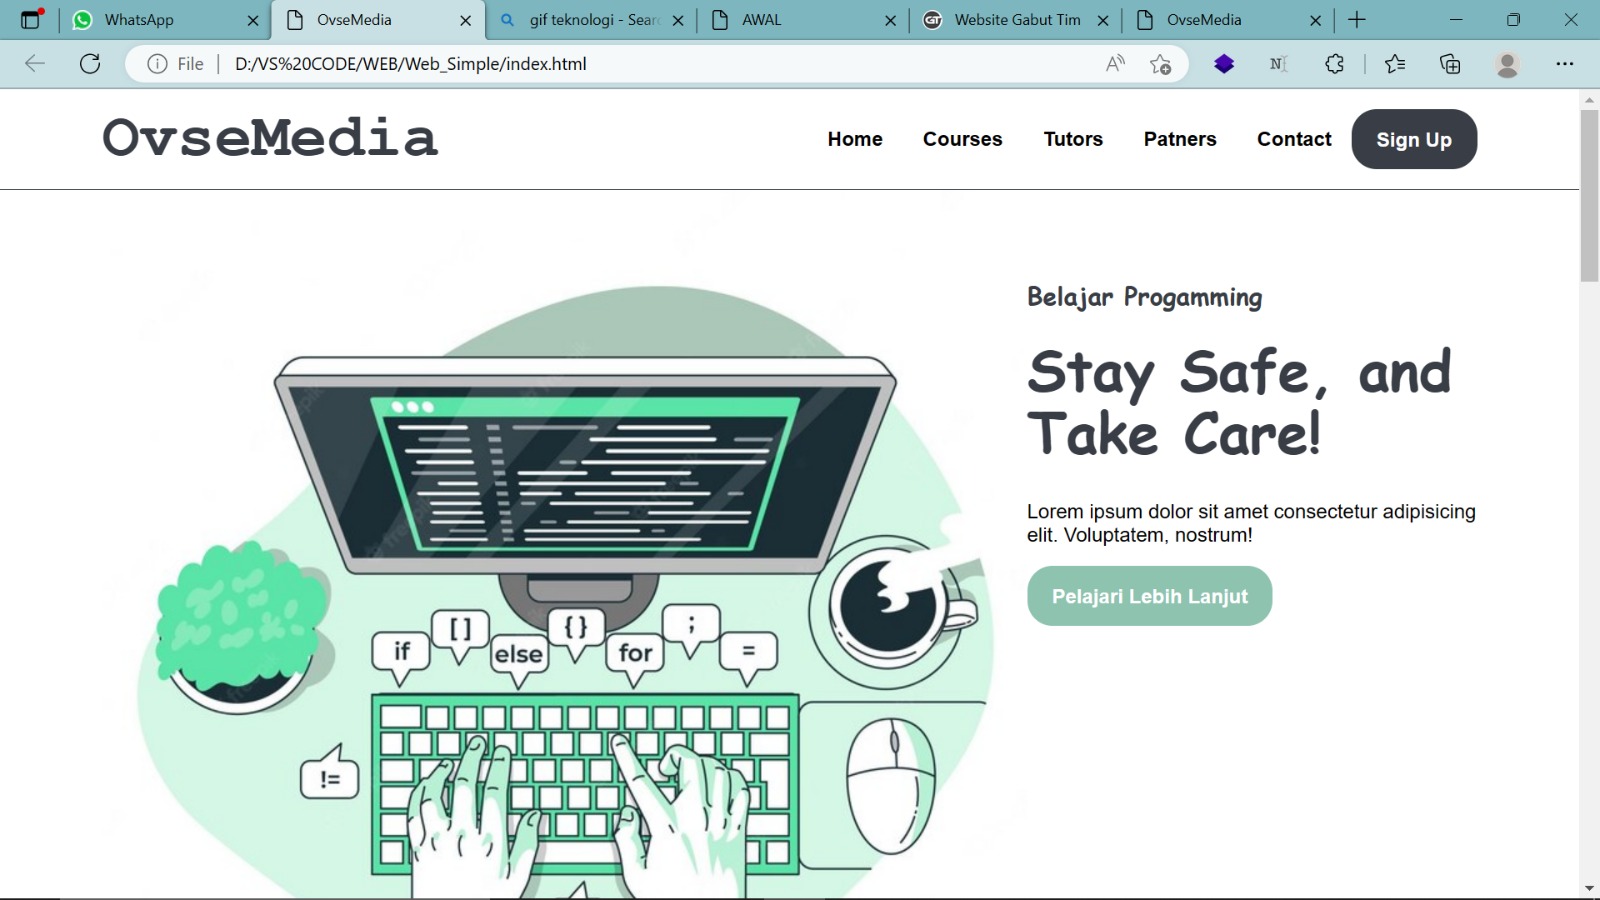 WhatsApp
OvseMedia
gif teknologi - Sear
AWAL
Website Gabut Tim
OvseMedia
File
D:/VS%20CODE/WEB/Web_Simple/index.html
OvseMedia
Home
Courses
Tutors
Patners
Contact
Sign Up
Belajar Progamming
Stay Safe, and
Take Care!
Lorem ipsum dolor sit amet consectetur adipisicing
elit. Voluptatem, nostrum!
Pelajari Lebih Lanjut
if
[ ]
else
{ }
for
;
=
!=